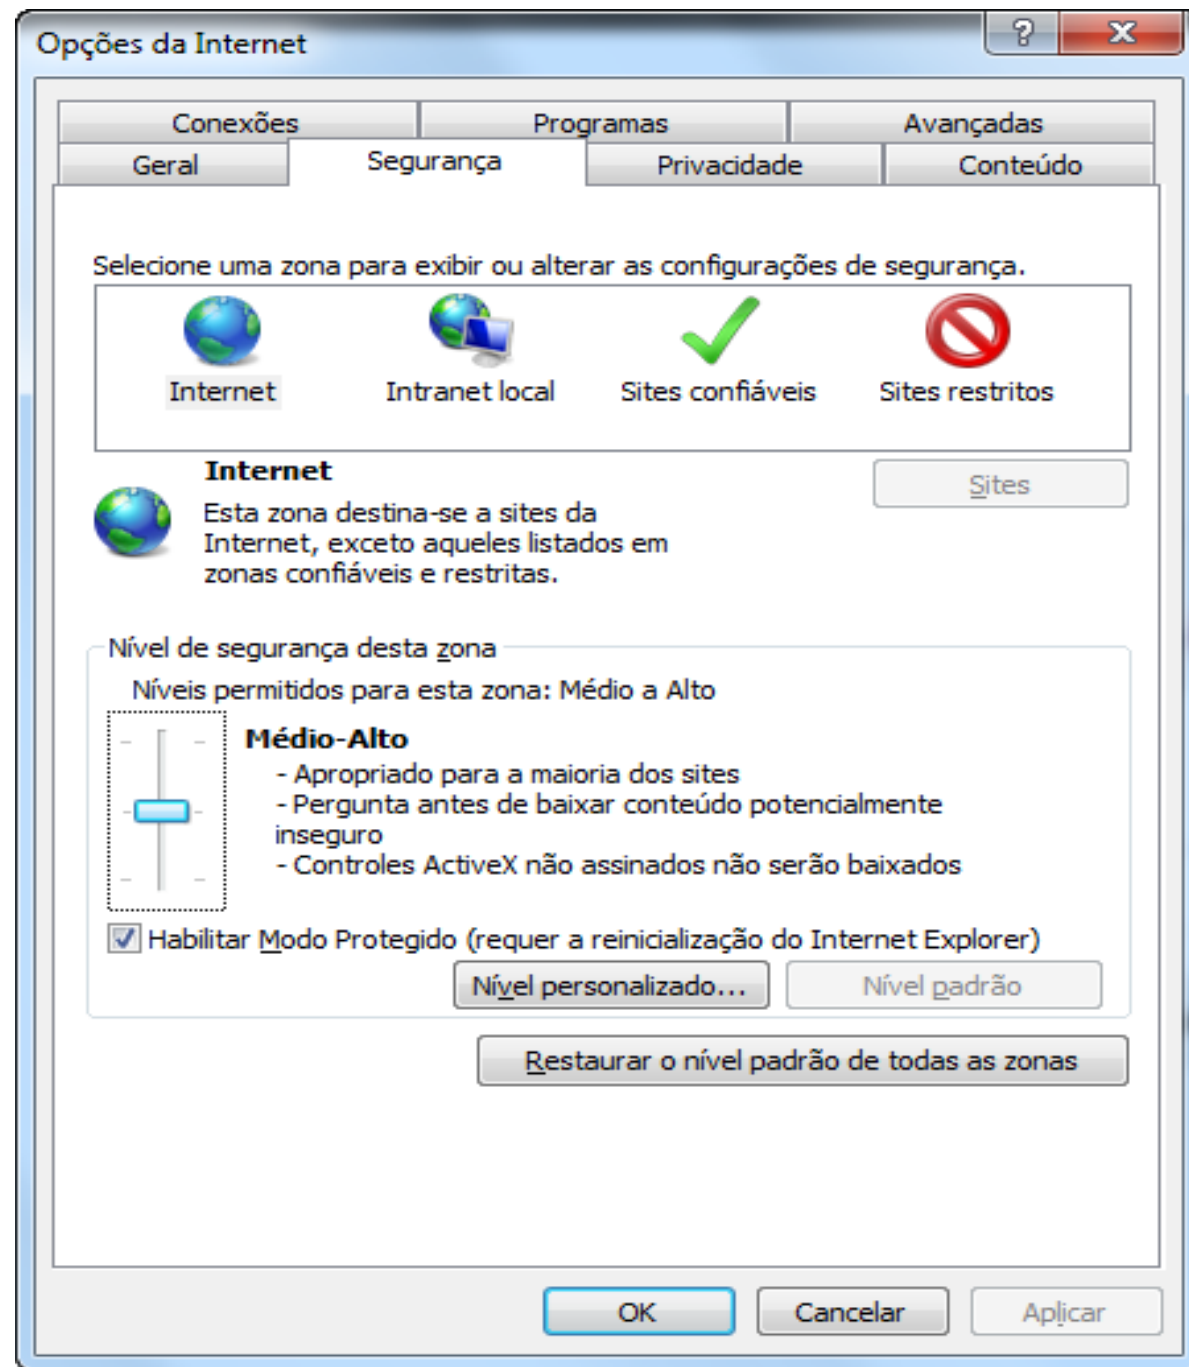 Opções da Internet
?
Conexões Programas Avançadas
Geral Segurança Privacidade Conteúdo
Selecione uma zona para exibir ou alterar as configurações de segurança.
Internet Intranet local Sites confiáveis Sites restritos
Internet
Sites
Esta zona destina-se a sites da
Internet, exceto aqueles listados em
zonas confiáveis e restritas.
Nível de segurança desta zona
Níveis permitidos para esta zona: Médio a Alto
Médio-Alto
- Apropriado para a maioria dos sites
- Pergunta antes de baixar conteúdo potencialmente
inseguro
- Controles ActiveX não assinados não serão baixados
Habilitar Modo Protegido (requer a reinicialização do Internet Explorer)
Nível personalizado... Nível padrão
Restaurar o nível padrão de todas as zonas
OK Cancelar Aplicar